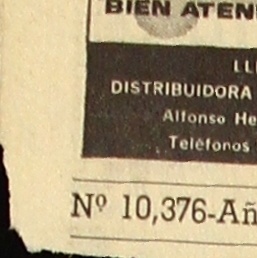 BIEN ATEN
LL
DISTRIBUIDORA
Alfonso He
Teléfonos
Nº 10,376-Añ